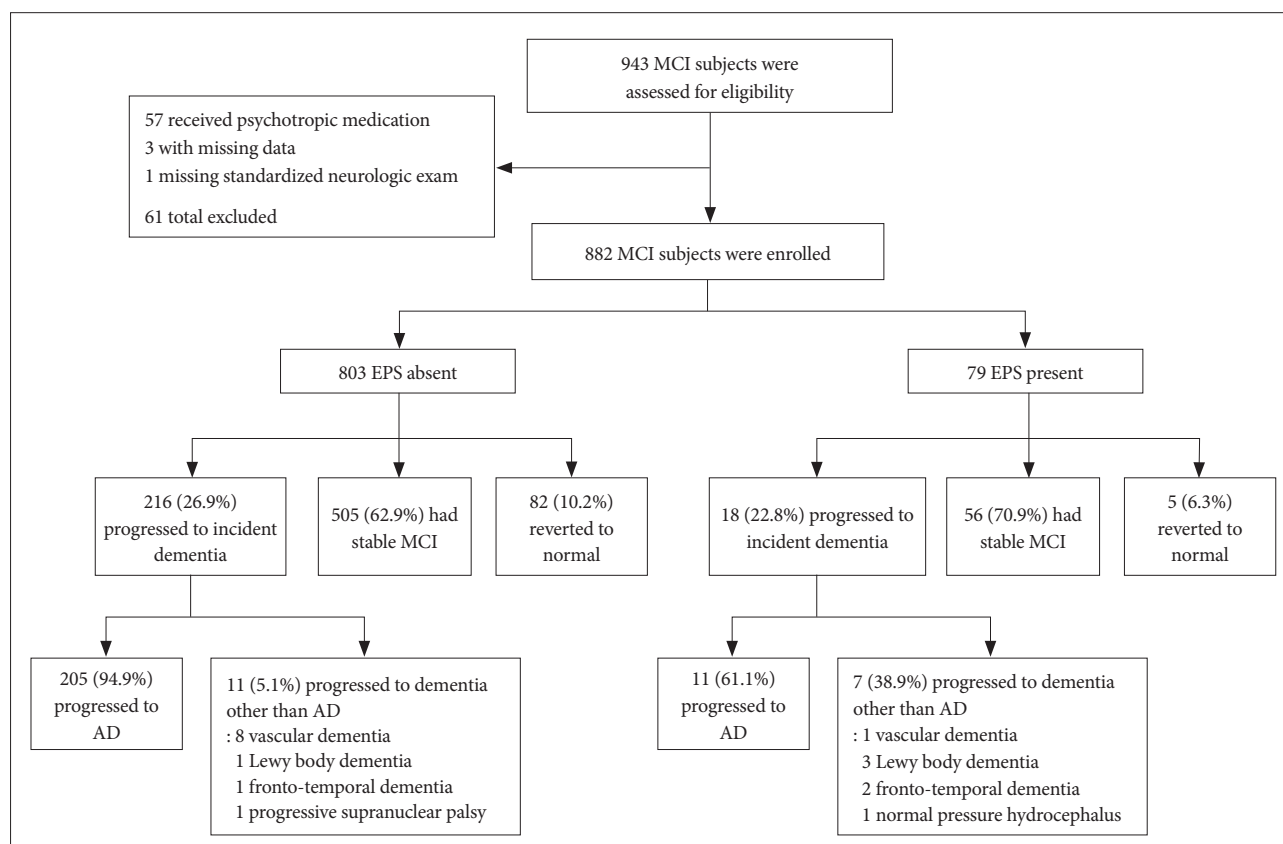 943 MCI subjects were
assessed for eligibility
57 received psychotropic medication
3 with missing data
1 missing standardized neurologic exam
61 total excluded
882 MCI subjects were enrolled
803 EPS absent
79 EPS present
216 (26.9%)
progressed to incident
dementia
505 (62.9%) had
stable MCI
82 (10.2%)
reverted to
normal
18 (22.8%) progressed to
incident dementia
56 (70.9%) had
stable MCI
5 (6.3%)
reverted to
normal
205 (94.9%)
progressed to
AD
11 (5.1%) progressed to dementia
other than AD
: 8 vascular dementia
1 Lewy body dementia
1 fronto-temporal dementia
1 progressive supranuclear palsy
11 (61.1%)
progressed to
AD
7 (38.9%) progressed to dementia
other than AD
: 1 vascular dementia
3 Lewy body dementia
2 fronto-temporal dementia
1 normal pressure hydrocephalus